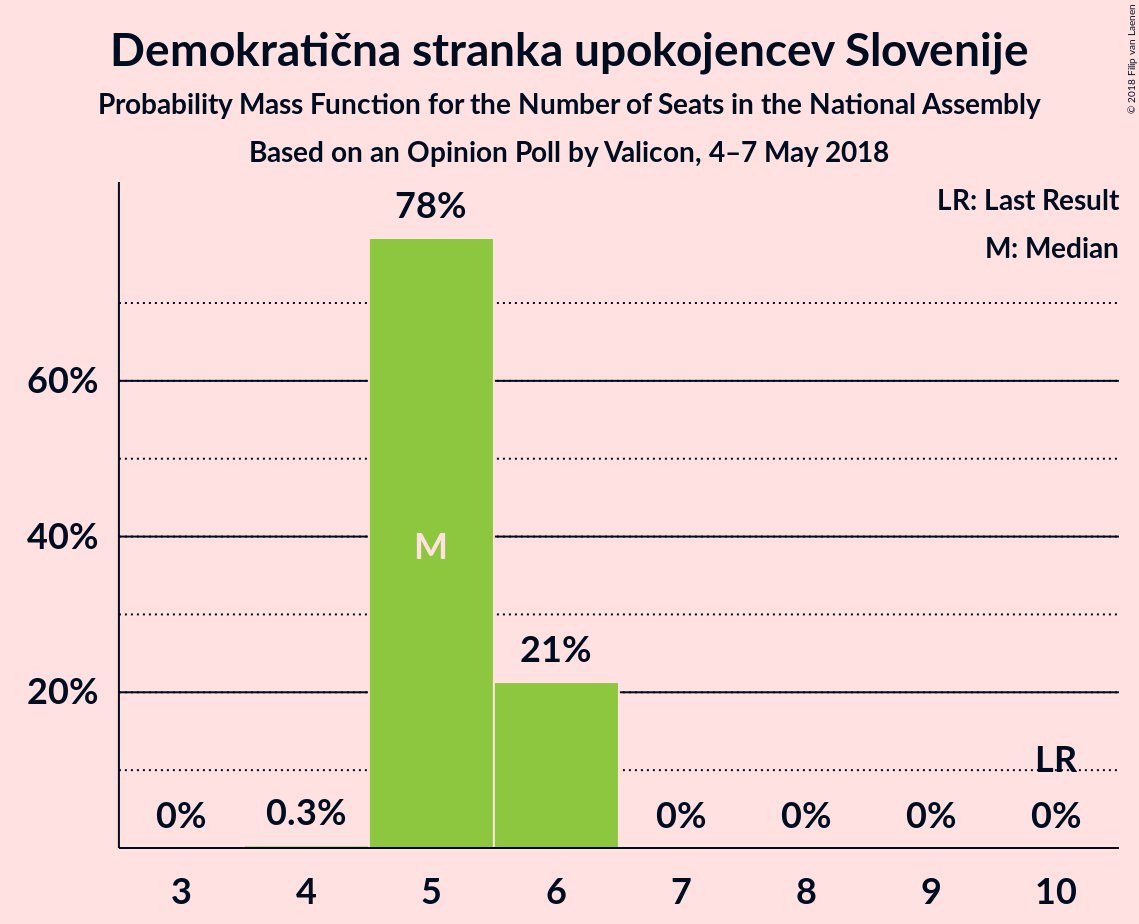 Demokratična stranka upokojencev Slovenije
Probability Mass Function for the Number of Seats in the National Assembly
Based on an Opinion Poll by Valicon, 4–7 May 2018
© 2018 Filip van Laenen
LR: Last Result
M: Median
78%
60%
40%
M
21%
20%
LR
0%
0.3%
0%
0%
0%
0%
3
4
5
6
7
8
9
10